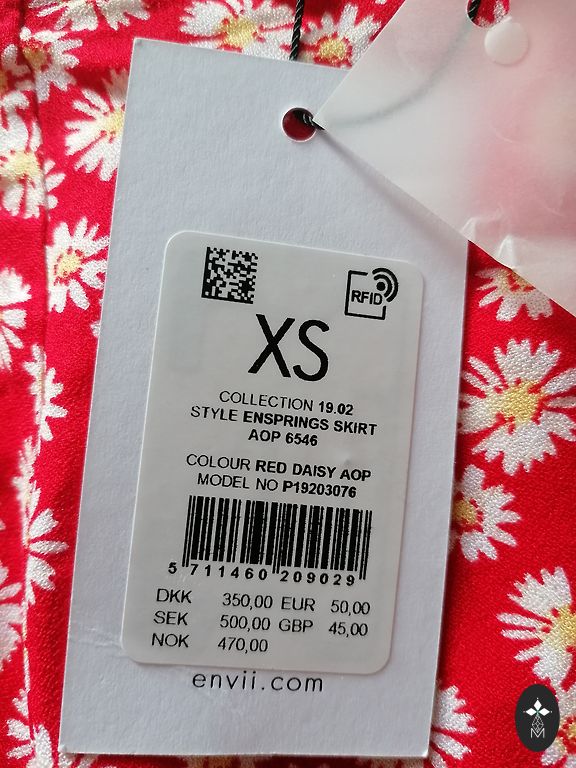 RFID
XS
COLLECTION 19.02
STYLE ENSPRINGS SKIRT
AOP 6546
COLOUR RED DAISY AOP
MODEL NO P19203076
5 711460 209029
DKK 350,00 EUR 50,00
SEK 500,00 GBP 45,00
NOK 470,00
envii.com
M